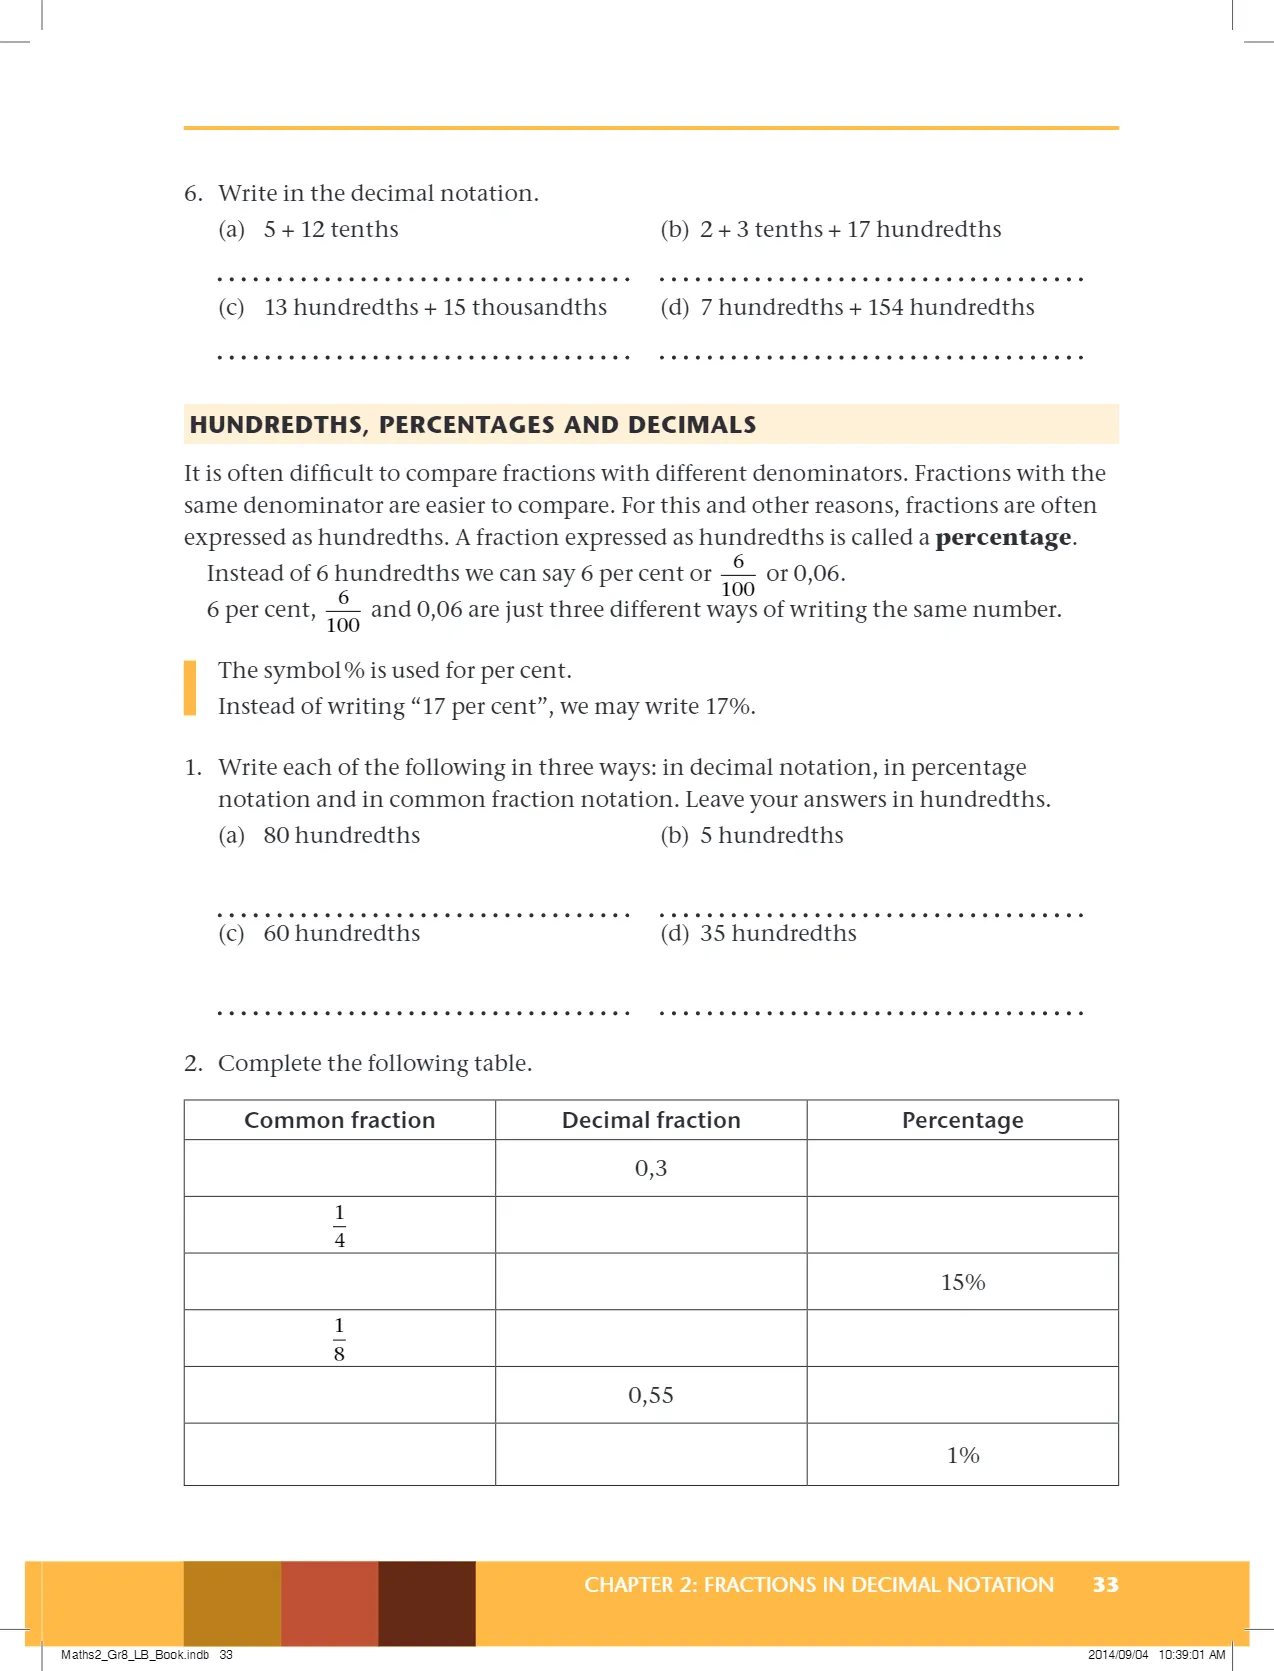 6. Write in the decimal notation.
(a) 5 + 12 tenths (b) 2 + 3 tenths + 17 hundredths
(c) 13 hundredths + 15 thousandths (d) 7 hundredths + 154 hundredths
HUNDREDTHS, PERCENTAGES AND DECIMALS
It is often difficult to compare fractions with different denominators. Fractions with the
same denominator are easier to compare. For this and other reasons, fractions are often
expressed as hundredths. A fraction expressed as hundredths is called a percentage.
Instead of 6 hundredths we can say 6 per cent or 6/100 or 0,06.
6 per cent, 6/100 and 0,06 are just three different ways of writing the same number.
The symbol % is used for per cent.
Instead of writing “17 per cent”, we may write 17%.
1. Write each of the following in three ways: in decimal notation, in percentage
notation and in common fraction notation. Leave your answers in hundredths.
(a) 80 hundredths (b) 5 hundredths
(c) 60 hundredths (d) 35 hundredths
2. Complete the following table.
Common fraction Decimal fraction Percentage
0,3
1/4
15%
1/8
0,55
1%
CHAPTER 2: FRACTIONS IN DECIMAL NOTATION 33
Maths2_Gr8_LB_Book.indb 33 2014/09/04 10:39:01 AM